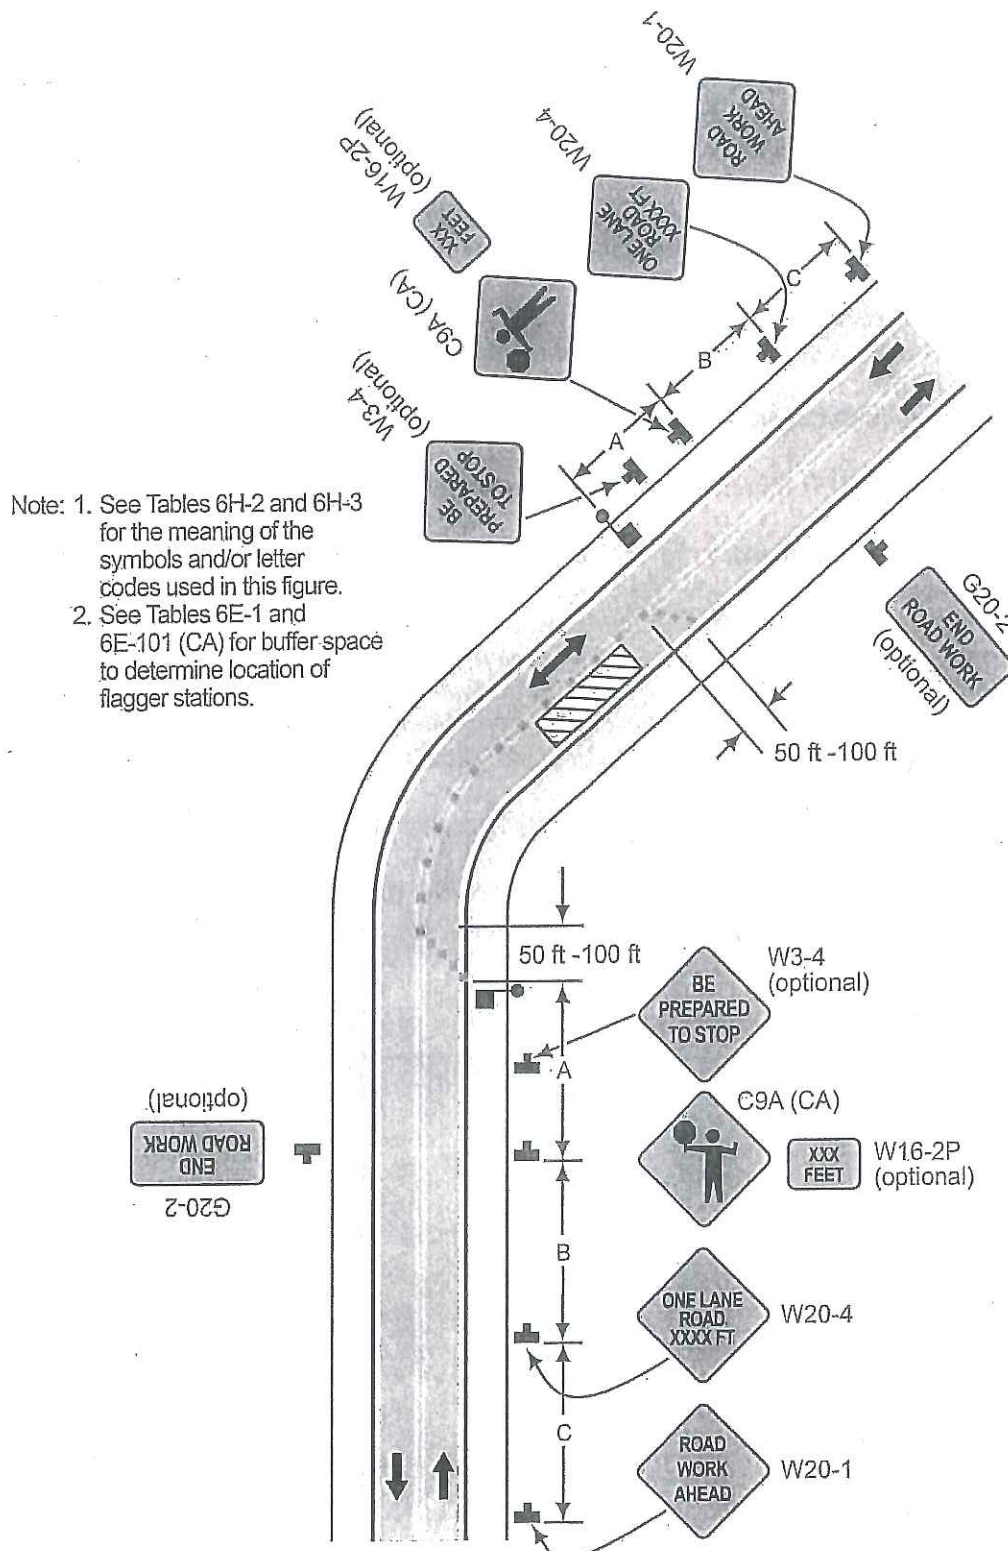 W20-1
ROAD
WORK
AHEAD
W20-4
ONE LANE
ROAD
XXXX FT
W16-2P
(optional)
XXX
FEET
C9A (CA)
W3-4
(optional)
BE
PREPARED
TO STOP
C
B
A
Note: 1. See Tables 6H-2 and 6H-3
for the meaning of the
symbols and/or letter
codes used in this figure.
2. See Tables 6E-1 and
6E-101 (CA) for buffer space
to determine location of
flagger stations.
G20-2
END
ROAD WORK
(optional)
50 ft -100 ft
50 ft -100 ft
BE
PREPARED
TO STOP
W3-4
(optional)
A
C9A (CA)
XXX
FEET
W16-2P
(optional)
G20-2
END
ROAD WORK
(optional)
B
ONE LANE
ROAD
XXXX FT
W20-4
C
ROAD
WORK
AHEAD
W20-1